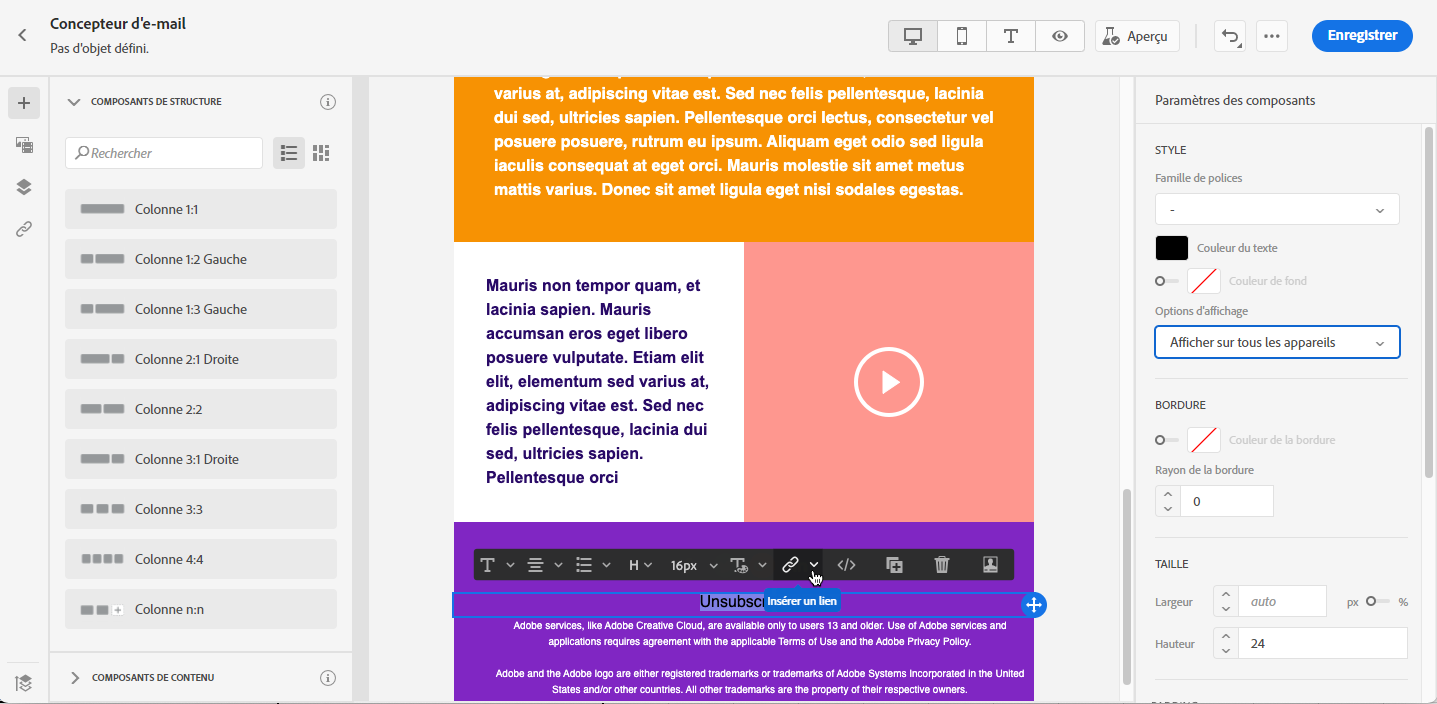 Concepteur d'e-mail
Pas d'objet défini.
Aperçu
Enregistrer
COMPOSANTS DE STRUCTURE
Rechercher
Colonne 1:1
Colonne 1:2 Gauche
Colonne 1:3 Gauche
Colonne 2:1 Droite
Colonne 2:2
Colonne 3:1 Droite
Colonne 3:3
Colonne 4:4
Colonne n:n
COMPOSANTS DE CONTENU
varius at, adipiscing vitae est. Sed nec felis pellentesque, lacinia
dui sed, ultricies sapien. Pellentesque orci lectus, consectetur vel
posuere posuere, rutrum eu ipsum. Aliquam eget odio sed ligula
iaculis consequat at eget orci. Mauris molestie sit amet metus
mattis varius. Donec sit amet ligula eget nisi sodales egestas.
Mauris non tempor quam, et
lacinia sapien. Mauris
accumsan eros eget libero
posuere vulputate. Etiam elit
elit, elementum sed varius at,
adipiscing vitae est. Sed nec
felis pellentesque, lacinia dui
sed, ultricies sapien.
Pellentesque orci
H
16px
Insérer un lien
Adobe services, like Adobe Creative Cloud, are available only to users 13 and older. Use of Adobe services and
applications requires agreement with the applicable Terms of Use and the Adobe Privacy Policy.
Adobe and the Adobe logo are either registered trademarks or trademarks of Adobe Systems Incorporated in the United
States and/or other countries. All other trademarks are the property of their respective owners.
Paramètres des composants
STYLE
Famille de polices
-
Couleur du texte
Couleur de fond
Options d'affichage
Afficher sur tous les appareils
BORDURE
Couleur de la bordure
Rayon de la bordure
0
TAILLE
Largeur auto px %
Hauteur 24